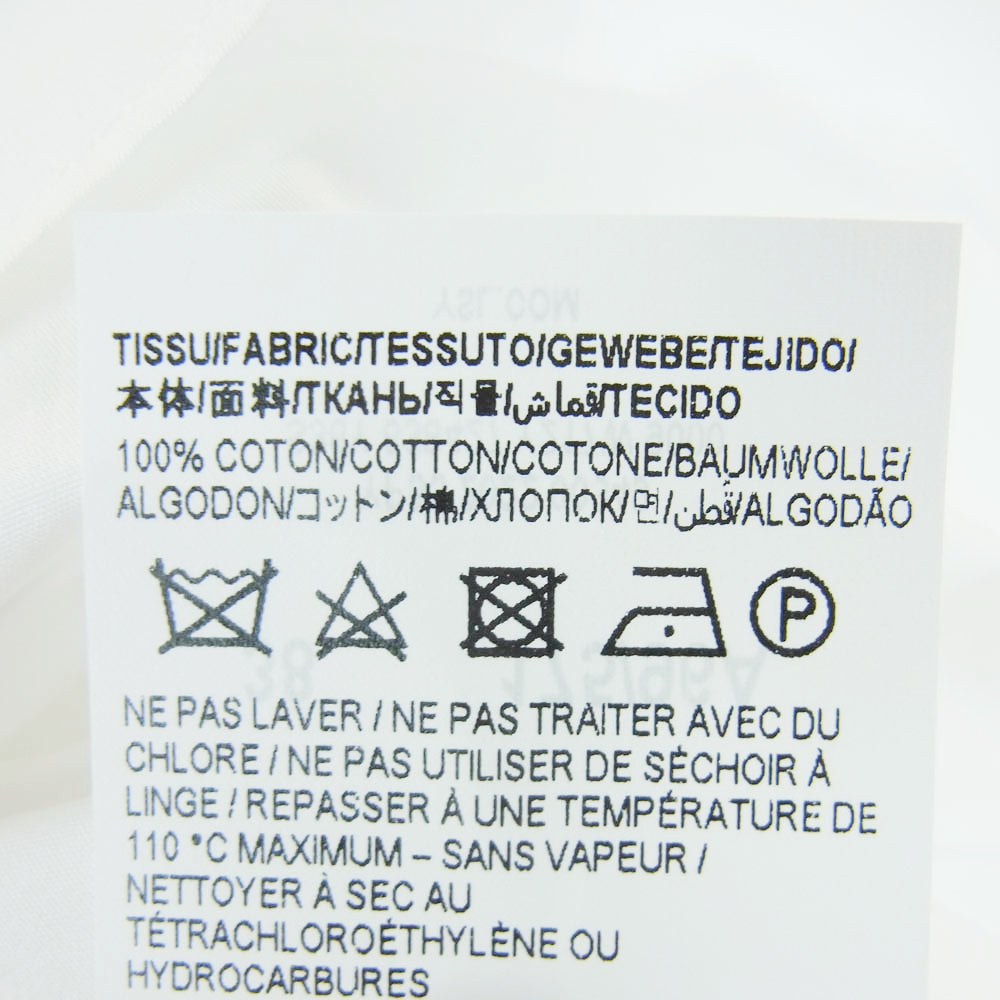 TISSU/FABRIC/TESSUTO/GEWEBE/TEJIDO/
本体/面料/ТКАНЬ/직물/قماش/TECIDO
100% COTON/COTTON/COTONE/BAUMWOLLE/
ALGODON/コットン/棉/ХЛОПОК/면/قطن/ALGODÃO
P
NE PAS LAVER / NE PAS TRAITER AVEC DU
CHLORE / NE PAS UTILISER DE SÉCHOIR À
LINGE / REPASSER À UNE TEMPÉRATURE DE
110 °C MAXIMUM – SANS VAPEUR /
NETTOYER À SEC AU
TÉTRACHLOROÉTHYLÈNE OU
HYDROCARBURES